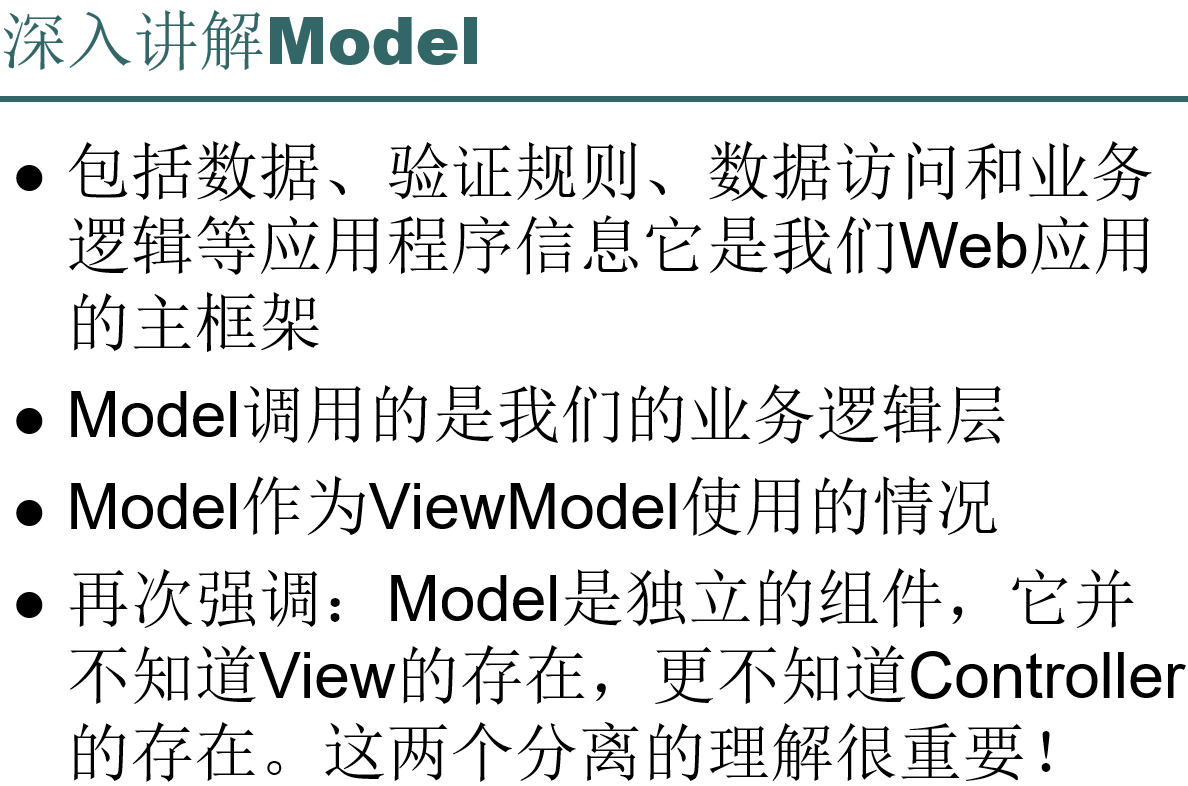 深入讲解Model
● 包括数据、验证规则、数据访问和业务
逻辑等应用程序信息它是我们Web应用
的主框架
● Model调用的是我们的业务逻辑层
● Model作为ViewModel使用的情况
● 再次强调：Model是独立的组件，它并
不知道View的存在，更不知道Controller
的存在。这两个分离的理解很重要！